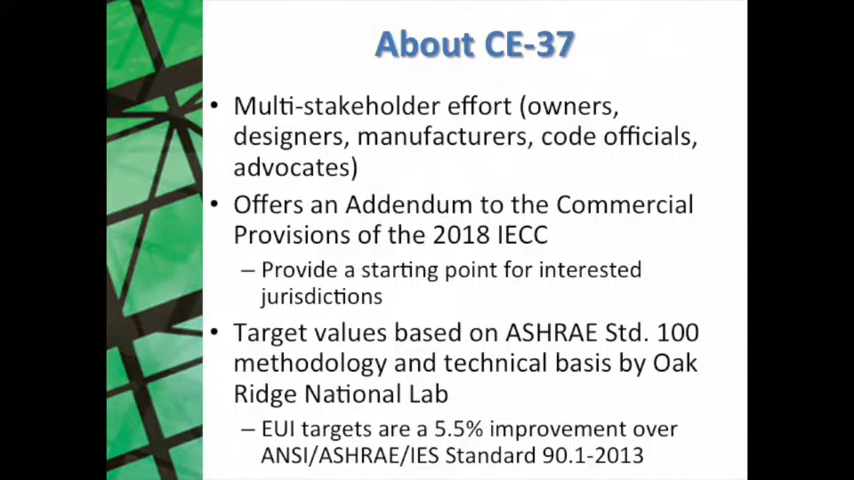 About CE-37
• Multi-stakeholder effort (owners,
designers, manufacturers, code officials,
advocates)
• Offers an Addendum to the Commercial
Provisions of the 2018 IECC
– Provide a starting point for interested
jurisdictions
• Target values based on ASHRAE Std. 100
methodology and technical basis by Oak
Ridge National Lab
– EUI targets are a 5.5% improvement over
ANSI/ASHRAE/IES Standard 90.1-2013